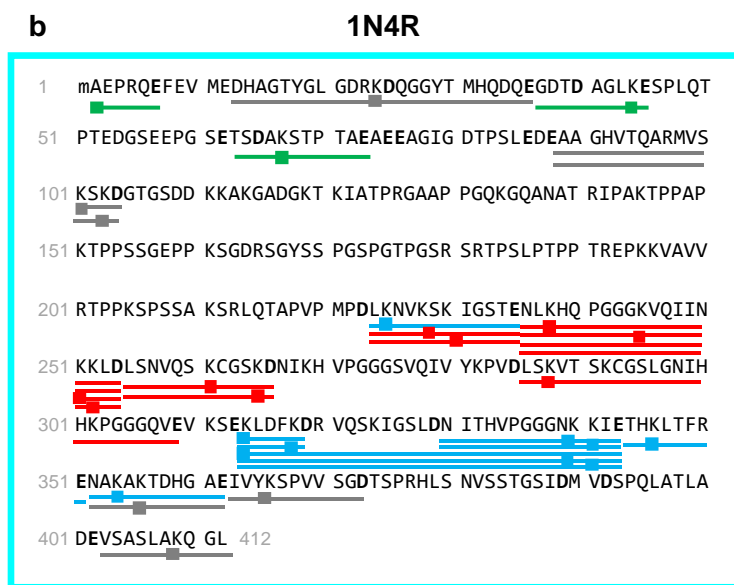 b 1N4R
1 mAEPRQEFEV MEDHAGTYGL GDRKDQGGYT MHQDQEGDTD AGLKESPLQT
51 PTEDGSEEPG SETSDAKSTP TAEAEEAGIG DTPSLEDEAA GHVTQARMVS
101 KSKDGTGSDD KKAKGADGKT KIATPRGAAP PGQKGQANAT RIPAKTPPAP
151 KTPPSSGEPP KSGDRSGYSS PGSPGTPGSR SRTPSLPTPP TREPKKVAVV
201 RTPPKSPSSA KSRLQTAPVP MPDLKNVKSK IGSTENLKHQ PGGGKVQIIN
251 KKLDLSNVQS KCGSKDNIKH VPGGGSVQIV YKPVDLSKVT SKCGSLGNIH
301 HKPGGGQVEV KSEKLDFKDR VQSKIGSLDN ITHVPGGGNK KIETHKLTFR
351 ENAKAKTDHG AEIVYKSPVV SGDTSPRHLS NVSSTGSIDM VDSPQLATLA
401 DEVSASLAKQ GL 412